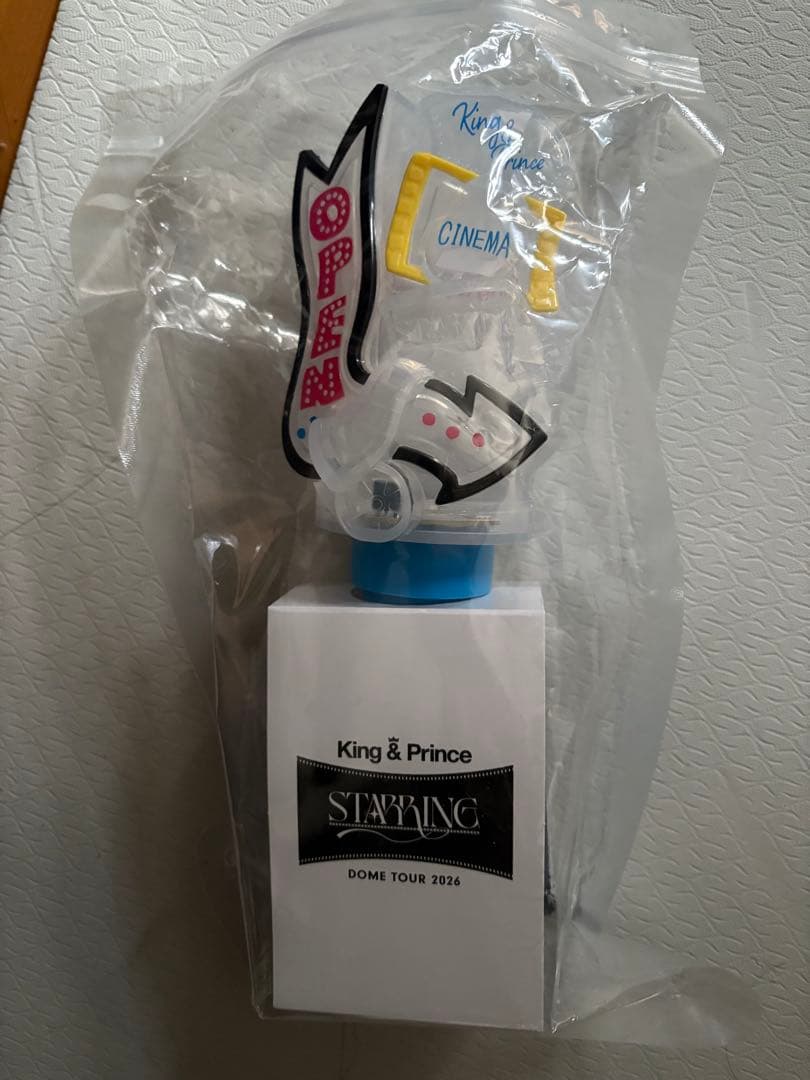 King
&
Prince
OPEN
CINEMA
King & Prince
STARRING
DOME TOUR 2026